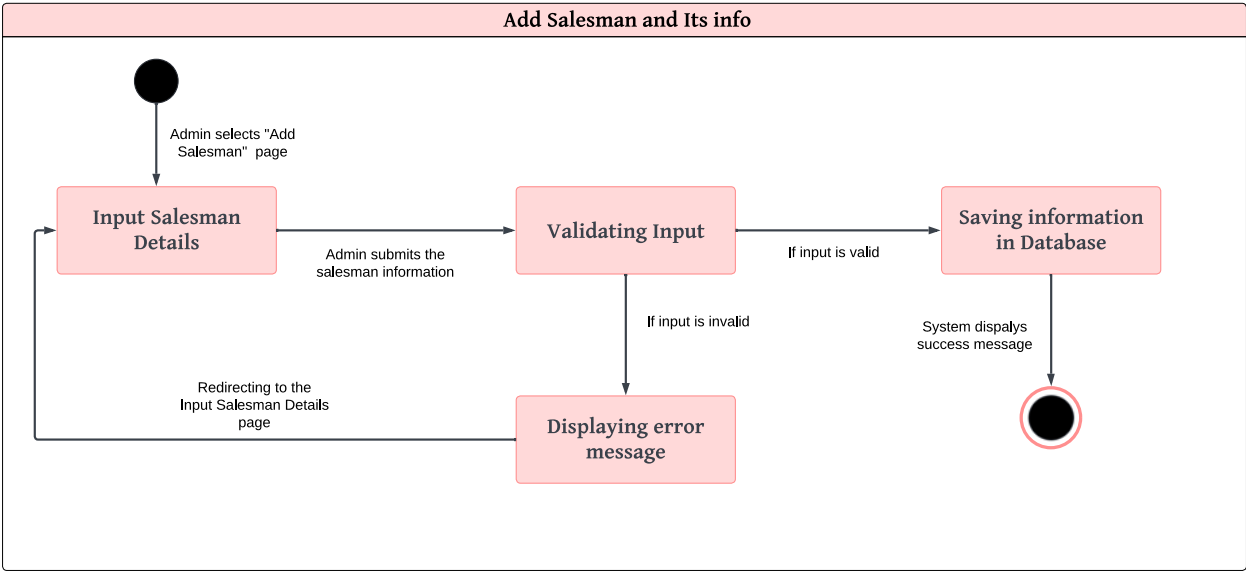 Add Salesman and Its info
Admin selects "Add
Salesman" page
Input Salesman
Details
Admin submits the
salesman information
Validating Input
If input is valid
Saving information
in Database
If input is invalid
System dispalys
success message
Redirecting to the
Input Salesman Details
page
Displaying error
message